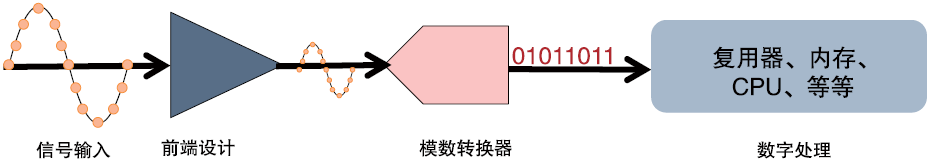 01011011
复用器、内存、
CPU、等等
信号输入
前端设计
模数转换器
数字处理